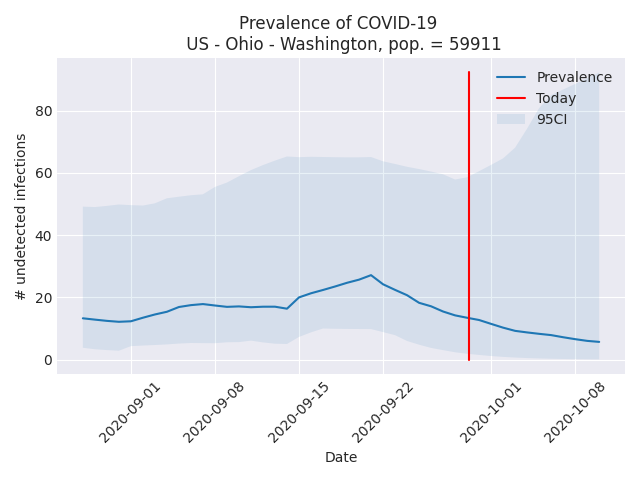 Prevalence of COVID-19
US - Ohio - Washington, pop. = 59911
Prevalence
Today
95CI
80
60
40
20
0
# undetected infections
2020-09-01
2020-09-08
2020-09-15
2020-09-22
2020-10-01
2020-10-08
Date